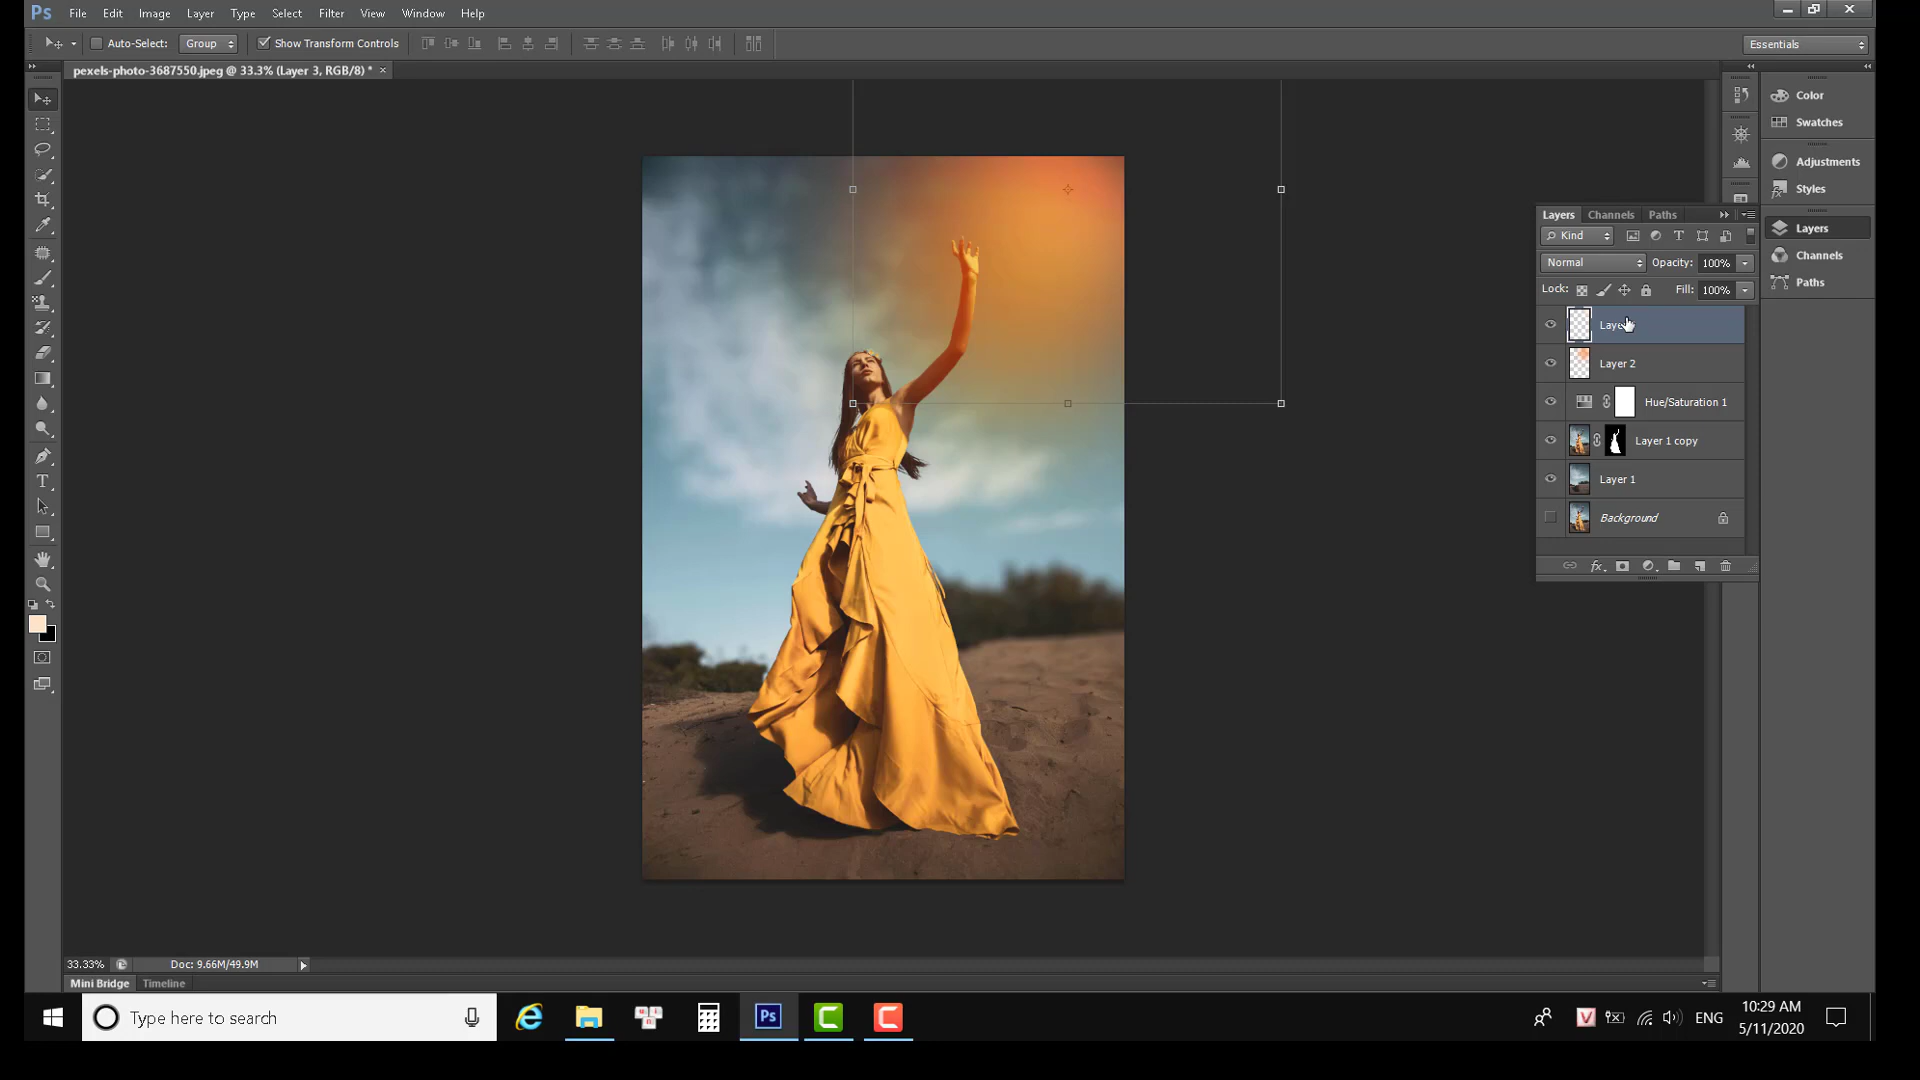 Ps File Edit Image Layer Type Select Filter View Window Help
Auto-Select: Group Show Transform Controls Essentials
pexels-photo-3687550.jpeg @ 33.3% (Layer 3, RGB/8) * ×
Color
Swatches
Adjustments
Styles
Layers
Channels
Paths
Layers Channels Paths
Kind
Normal Opacity: 100%
Lock: Fill: 100%
Layer 2
Hue/Saturation 1
Layer 1 copy
Layer 1
Background
33.33% Doc: 9.66M/49.9M
Mini Bridge Timeline
Type here to search
Ps
ENG
10:29 AM
5/11/2020